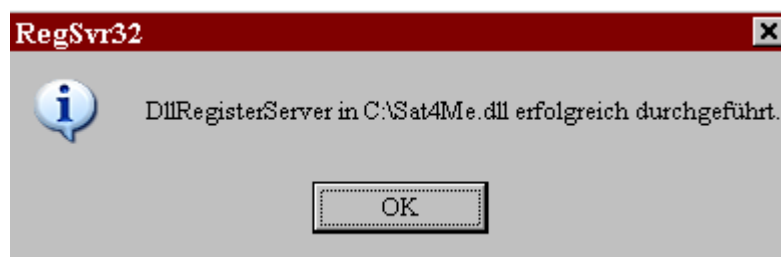 RegSvr32
DllRegisterServer in C:\Sat4Me.dll erfolgreich durchgeführt.
OK